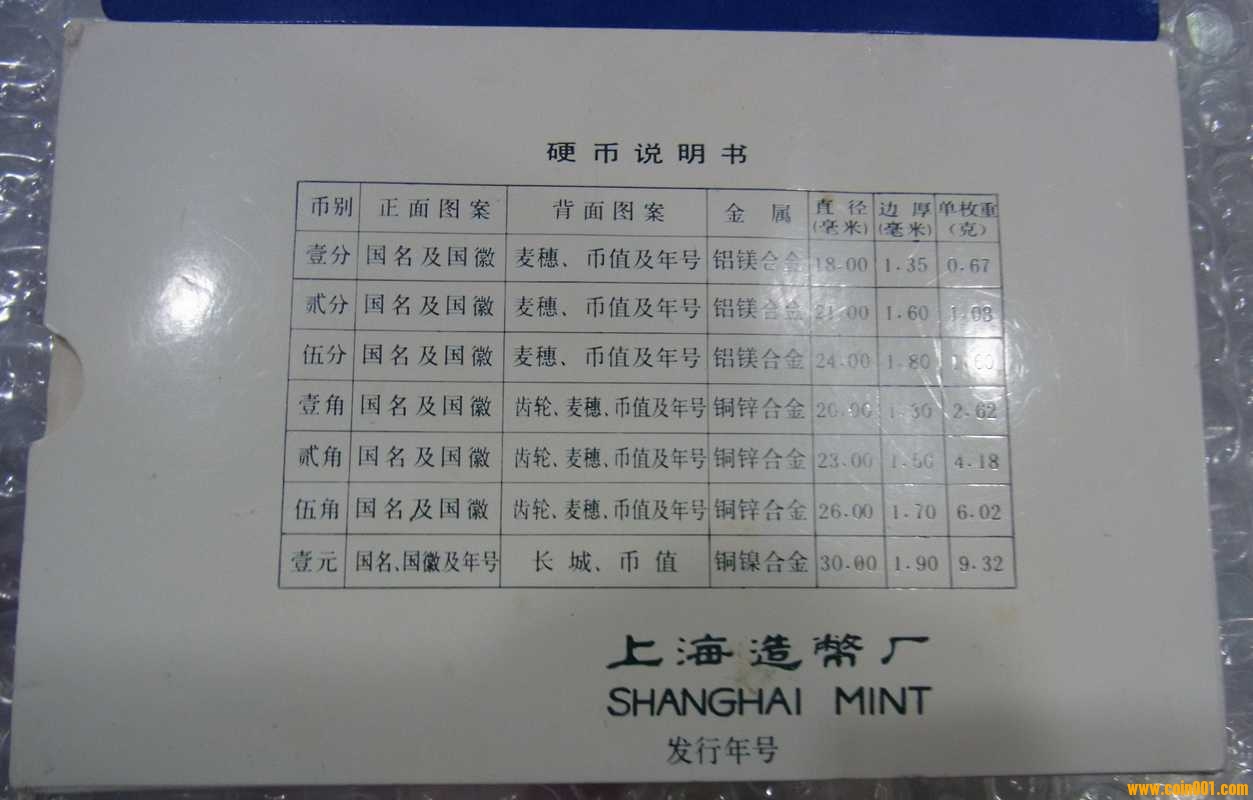 硬币说明书
币别 正面图案 背面图案 金属 直径(毫米) 边厚(毫米) 单枚重(克)
壹分 国名及国徽 麦穗、币值及年号 铝镁合金 18.00 1.35 0.67
贰分 国名及国徽 麦穗、币值及年号 铝镁合金 21.00 1.60 1.08
伍分 国名及国徽 麦穗、币值及年号 铝镁合金 24.00 1.80 1.60
壹角 国名及国徽 齿轮、麦穗、币值及年号 铜锌合金 20.00 1.30 2.62
贰角 国名及国徽 齿轮、麦穗、币值及年号 铜锌合金 23.00 1.50 4.18
伍角 国名及国徽 齿轮、麦穗、币值及年号 铜锌合金 26.00 1.70 6.02
壹元 国名、国徽及年号 长城、币值 铜镍合金 30.00 1.90 9.32
上海造幣厂
SHANGHAI MINT
发行年号
www.coin001.com